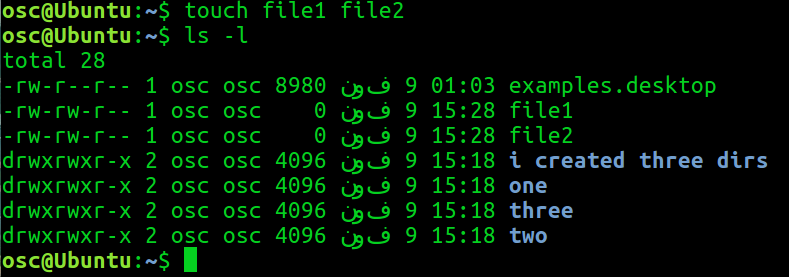 osc@Ubuntu:~$ touch file1 file2
osc@Ubuntu:~$ ls -l
total 28
-rw-r--r-- 1 osc osc 8980 فون 9 01:03 examples.desktop
-rw-rw-r-- 1 osc osc    0 فون 9 15:28 file1
-rw-rw-r-- 1 osc osc    0 فون 9 15:28 file2
drwxrwxr-x 2 osc osc 4096 فون 9 15:18 i created three dirs
drwxrwxr-x 2 osc osc 4096 فون 9 15:18 one
drwxrwxr-x 2 osc osc 4096 فون 9 15:18 three
drwxrwxr-x 2 osc osc 4096 فون 9 15:18 two
osc@Ubuntu:~$